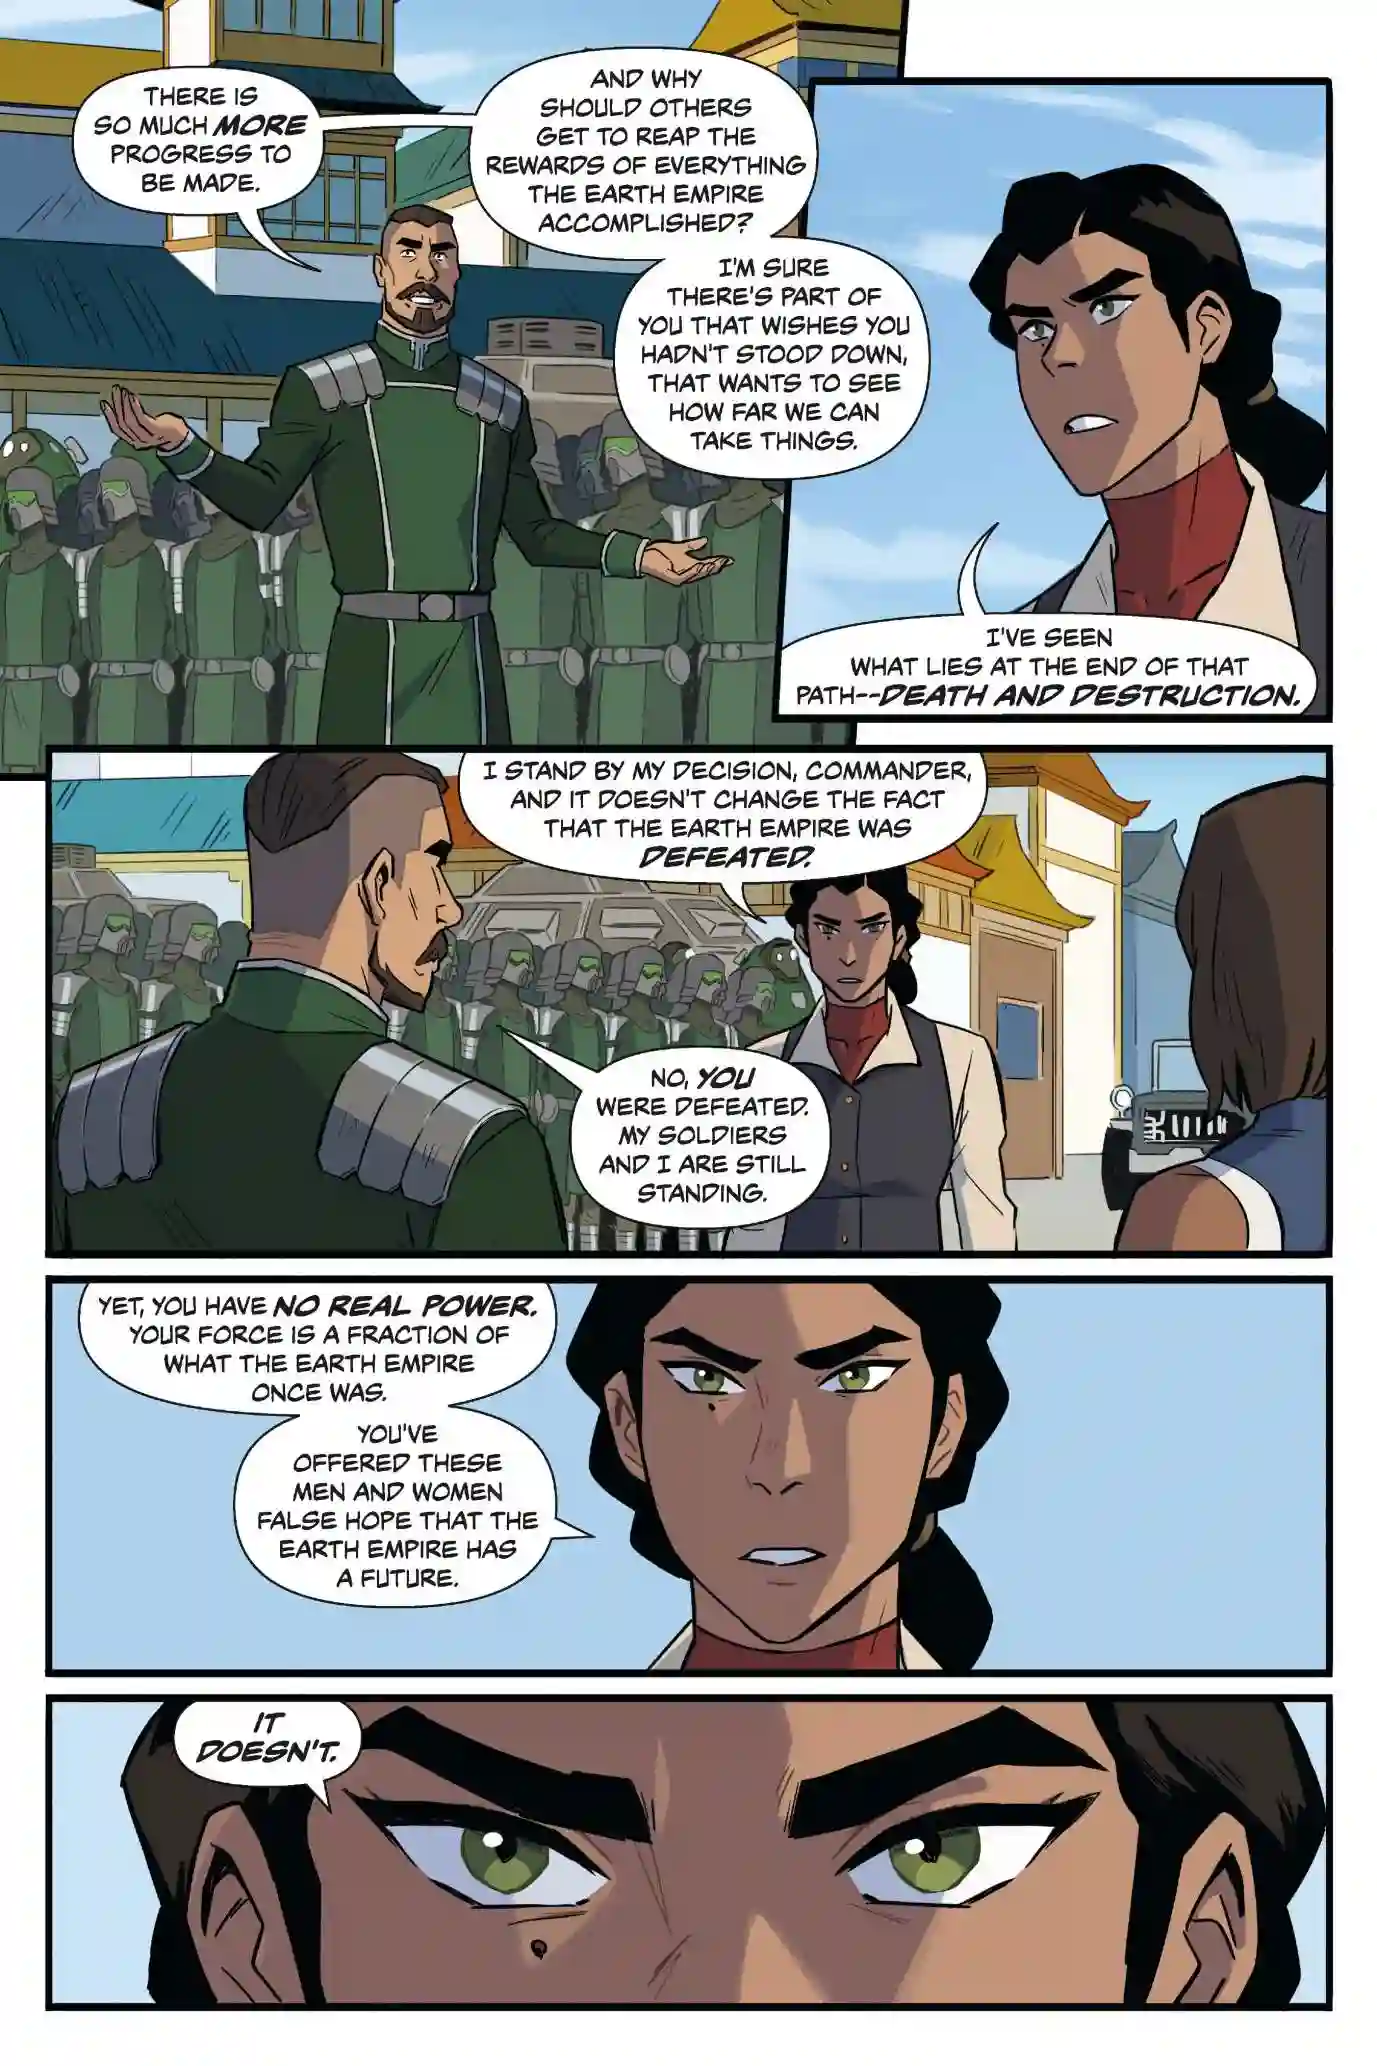 THERE IS
SO MUCH MORE
PROGRESS TO
BE MADE.
AND WHY
SHOULD OTHERS
GET TO REAP THE
REWARDS OF EVERYTHING
THE EARTH EMPIRE
ACCOMPLISHED?
I'M SURE
THERE'S PART OF
YOU THAT WISHES YOU
HADN'T STOOD DOWN,
THAT WANTS TO SEE
HOW FAR WE CAN
TAKE THINGS.
I'VE SEEN
WHAT LIES AT THE END OF THAT
PATH--DEATH AND DESTRUCTION.
I STAND BY MY DECISION, COMMANDER,
AND IT DOESN'T CHANGE THE FACT
THAT THE EARTH EMPIRE WAS
DEFEATED.
NO, YOU
WERE DEFEATED.
MY SOLDIERS
AND I ARE STILL
STANDING.
YET, YOU HAVE NO REAL POWER.
YOUR FORCE IS A FRACTION OF
WHAT THE EARTH EMPIRE
ONCE WAS.
YOU'VE
OFFERED THESE
MEN AND WOMEN
FALSE HOPE THAT THE
EARTH EMPIRE HAS
A FUTURE.
IT
DOESN'T.